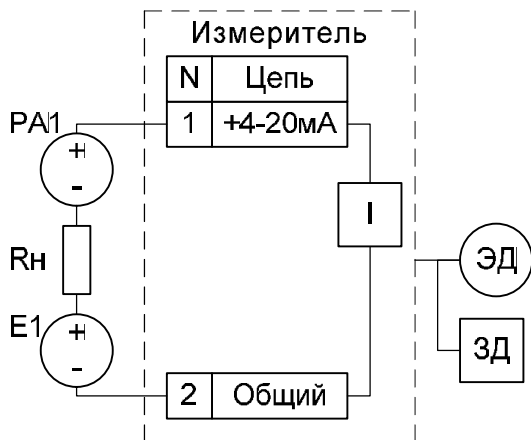 Измеритель
N Цепь
1 +4-20мА
PA1
+
-
I
Rн
ЭД
E1
+
-
ЗД
2 Общий